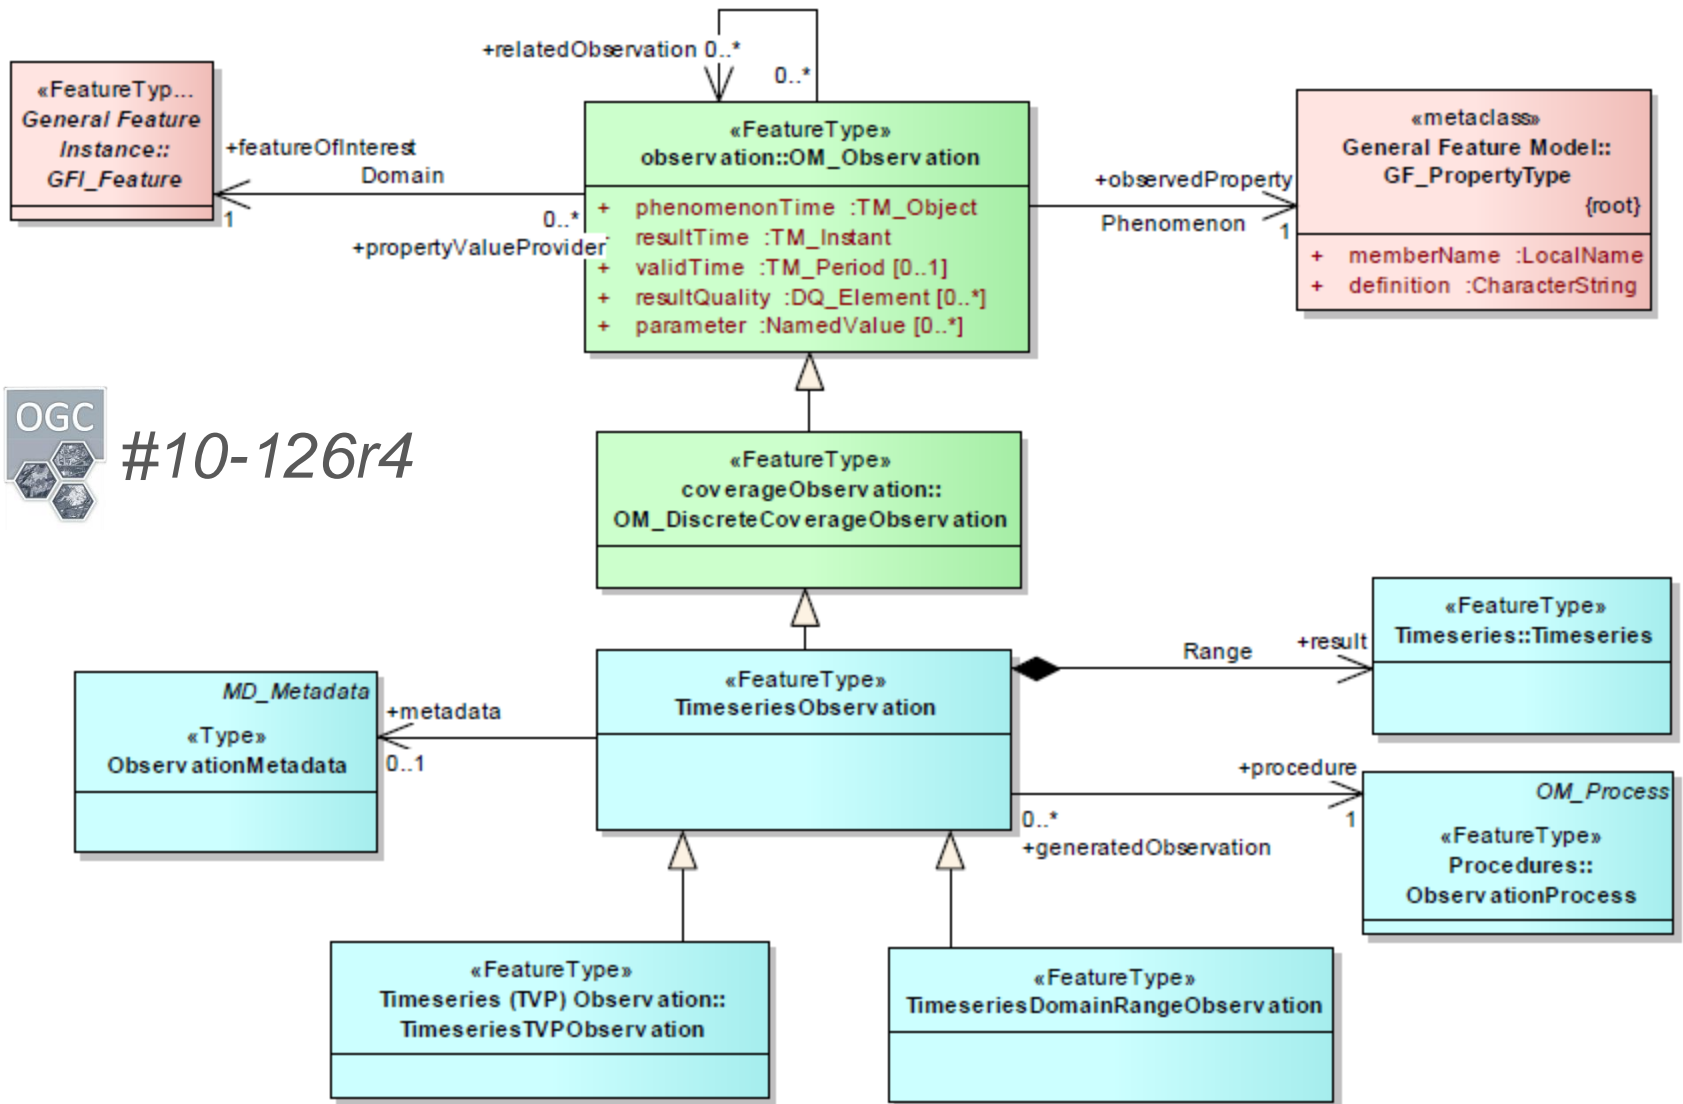 +relatedObservation 0..*
0..*
«FeatureTyp...
General Feature
Instance::
GFI_Feature
+featureOfInterest
Domain
1
0..*
+propertyValueProvider
«FeatureType»
observation::OM_Observation
+ phenomenonTime :TM_Object
- resultTime :TM_Instant
+ validTime :TM_Period [0..1]
+ resultQuality :DQ_Element [0..*]
+ parameter :NamedValue [0..*]
+observedProperty
Phenomenon
1
«metaclass»
General Feature Model::
GF_PropertyType
{root}
+ memberName :LocalName
+ definition :CharacterString
OGC
#10-126r4
«FeatureType»
coverageObservation::
OM_DiscreteCoverageObservation
«FeatureType»
TimeseriesObservation
Range
+result
«FeatureType»
Timeseries::Timeseries
MD_Metadata
«Type»
ObservationMetadata
+metadata
0..1
+procedure
0..*
1
+generatedObservation
OM_Process
«FeatureType»
Procedures::
ObservationProcess
«FeatureType»
Timeseries (TVP) Observation::
TimeseriesTVPObservation
«FeatureType»
TimeseriesDomainRangeObservation